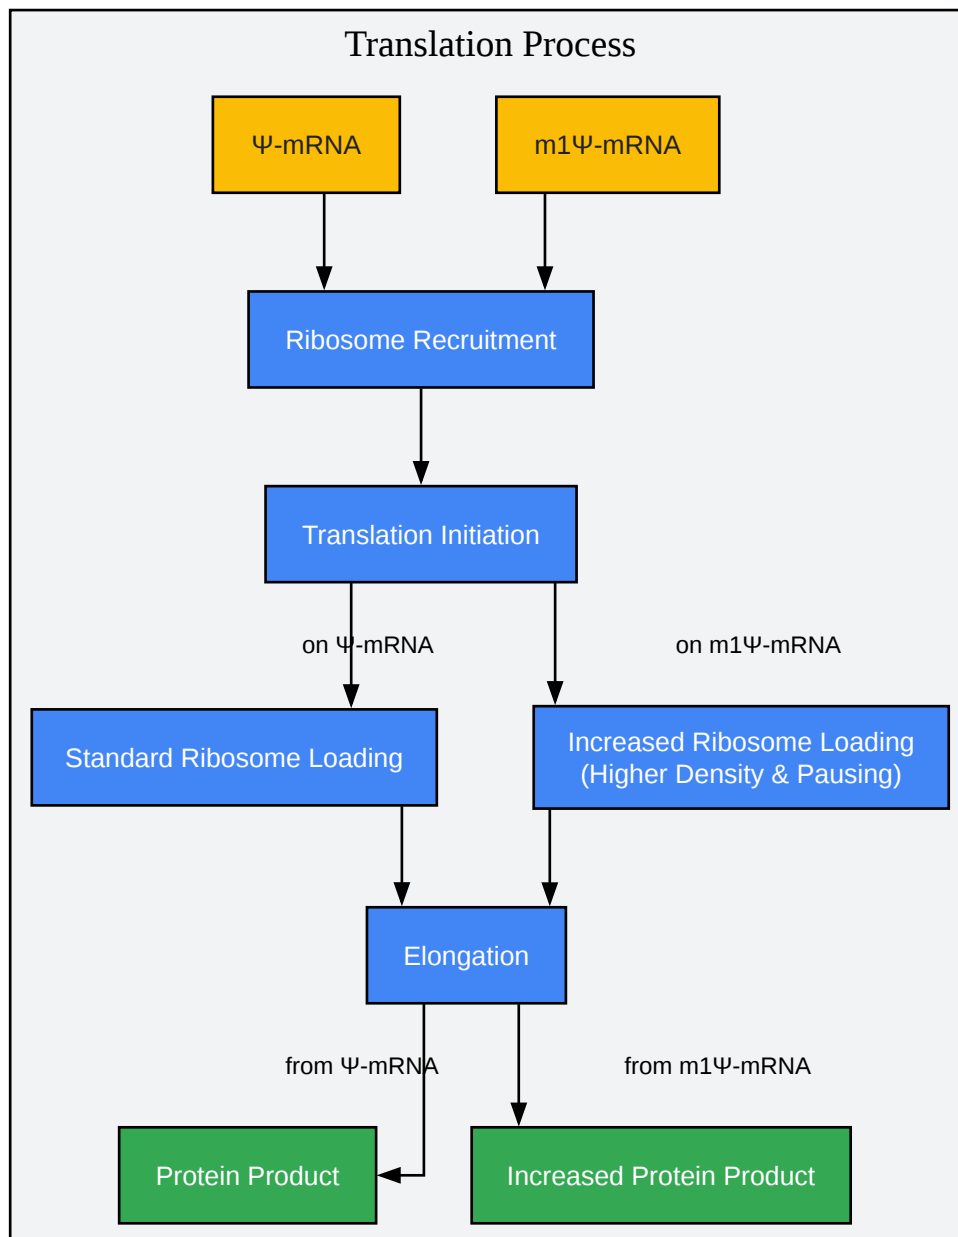 Translation Process
Ψ-mRNA
m1Ψ-mRNA
Ribosome Recruitment
Translation Initiation
on Ψ-mRNA
on m1Ψ-mRNA
Standard Ribosome Loading
Increased Ribosome Loading
(Higher Density & Pausing)
Elongation
from Ψ-mRNA
from m1Ψ-mRNA
Protein Product
Increased Protein Product